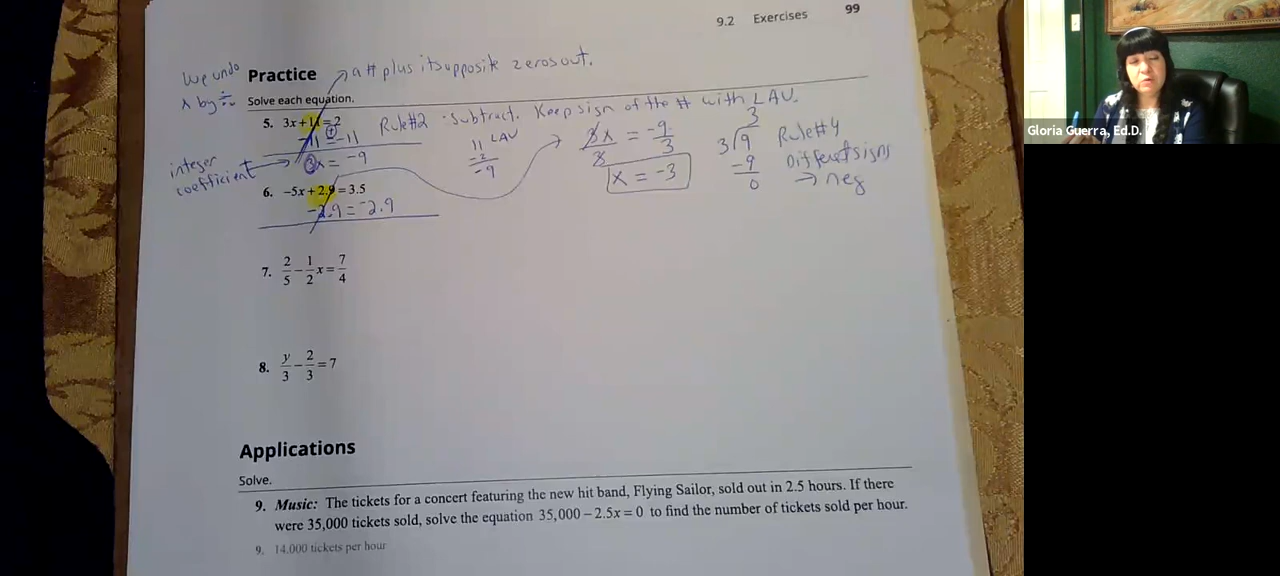 9.2 Exercises 99
we undo
x by ÷
Practice
a # plus its opposite zeros out.
Solve each equation.
5. 3x+11=2
-11 = -11
Rule #2 · Subtract. Keep sign of the # with LAV.
11 LAV
-2
-9
integer
coefficient
3x = -9
3x = -9
3 3
x = -3
3
3)9
-9
0
Rule #4
Different signs
→ neg
6. −5x + 2.9 = 3.5
-2.9 = -2.9
7. 2/5 − 1/2 x = 7/4
8. y/3 − 2/3 = 7
Applications
Solve.
9. Music: The tickets for a concert featuring the new hit band, Flying Sailor, sold out in 2.5 hours. If there
were 35,000 tickets sold, solve the equation 35,000 − 2.5x = 0 to find the number of tickets sold per hour.
9. 14,000 tickets per hour
Gloria Guerra, Ed.D.